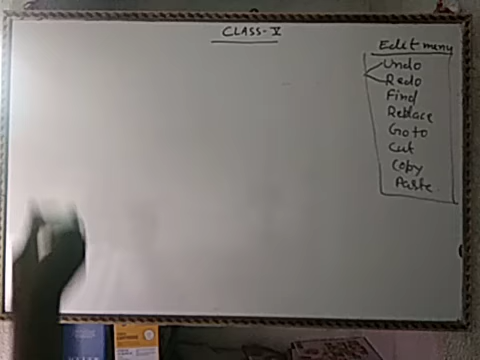 CLASS-V
Edit menu
Undo
Redo
Find
Replace
Go to
Cut
Copy
Paste